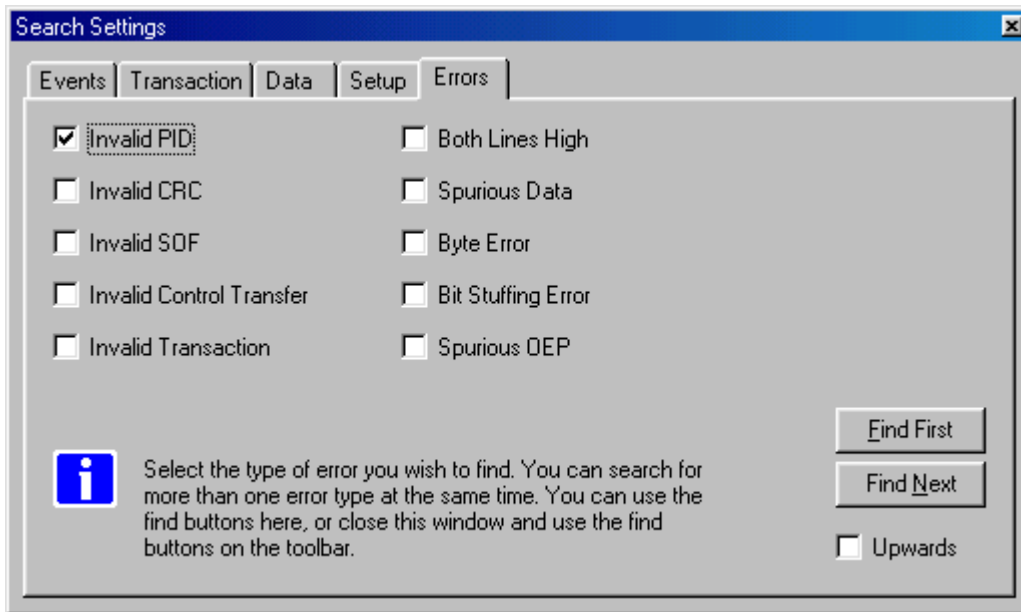 Search Settings
Events Transaction Data Setup Errors
Invalid PID
Invalid CRC
Invalid SOF
Invalid Control Transfer
Invalid Transaction
Both Lines High
Spurious Data
Byte Error
Bit Stuffing Error
Spurious OEP
Select the type of error you wish to find. You can search for
more than one error type at the same time. You can use the
find buttons here, or close this window and use the find
buttons on the toolbar.
Find First
Find Next
Upwards